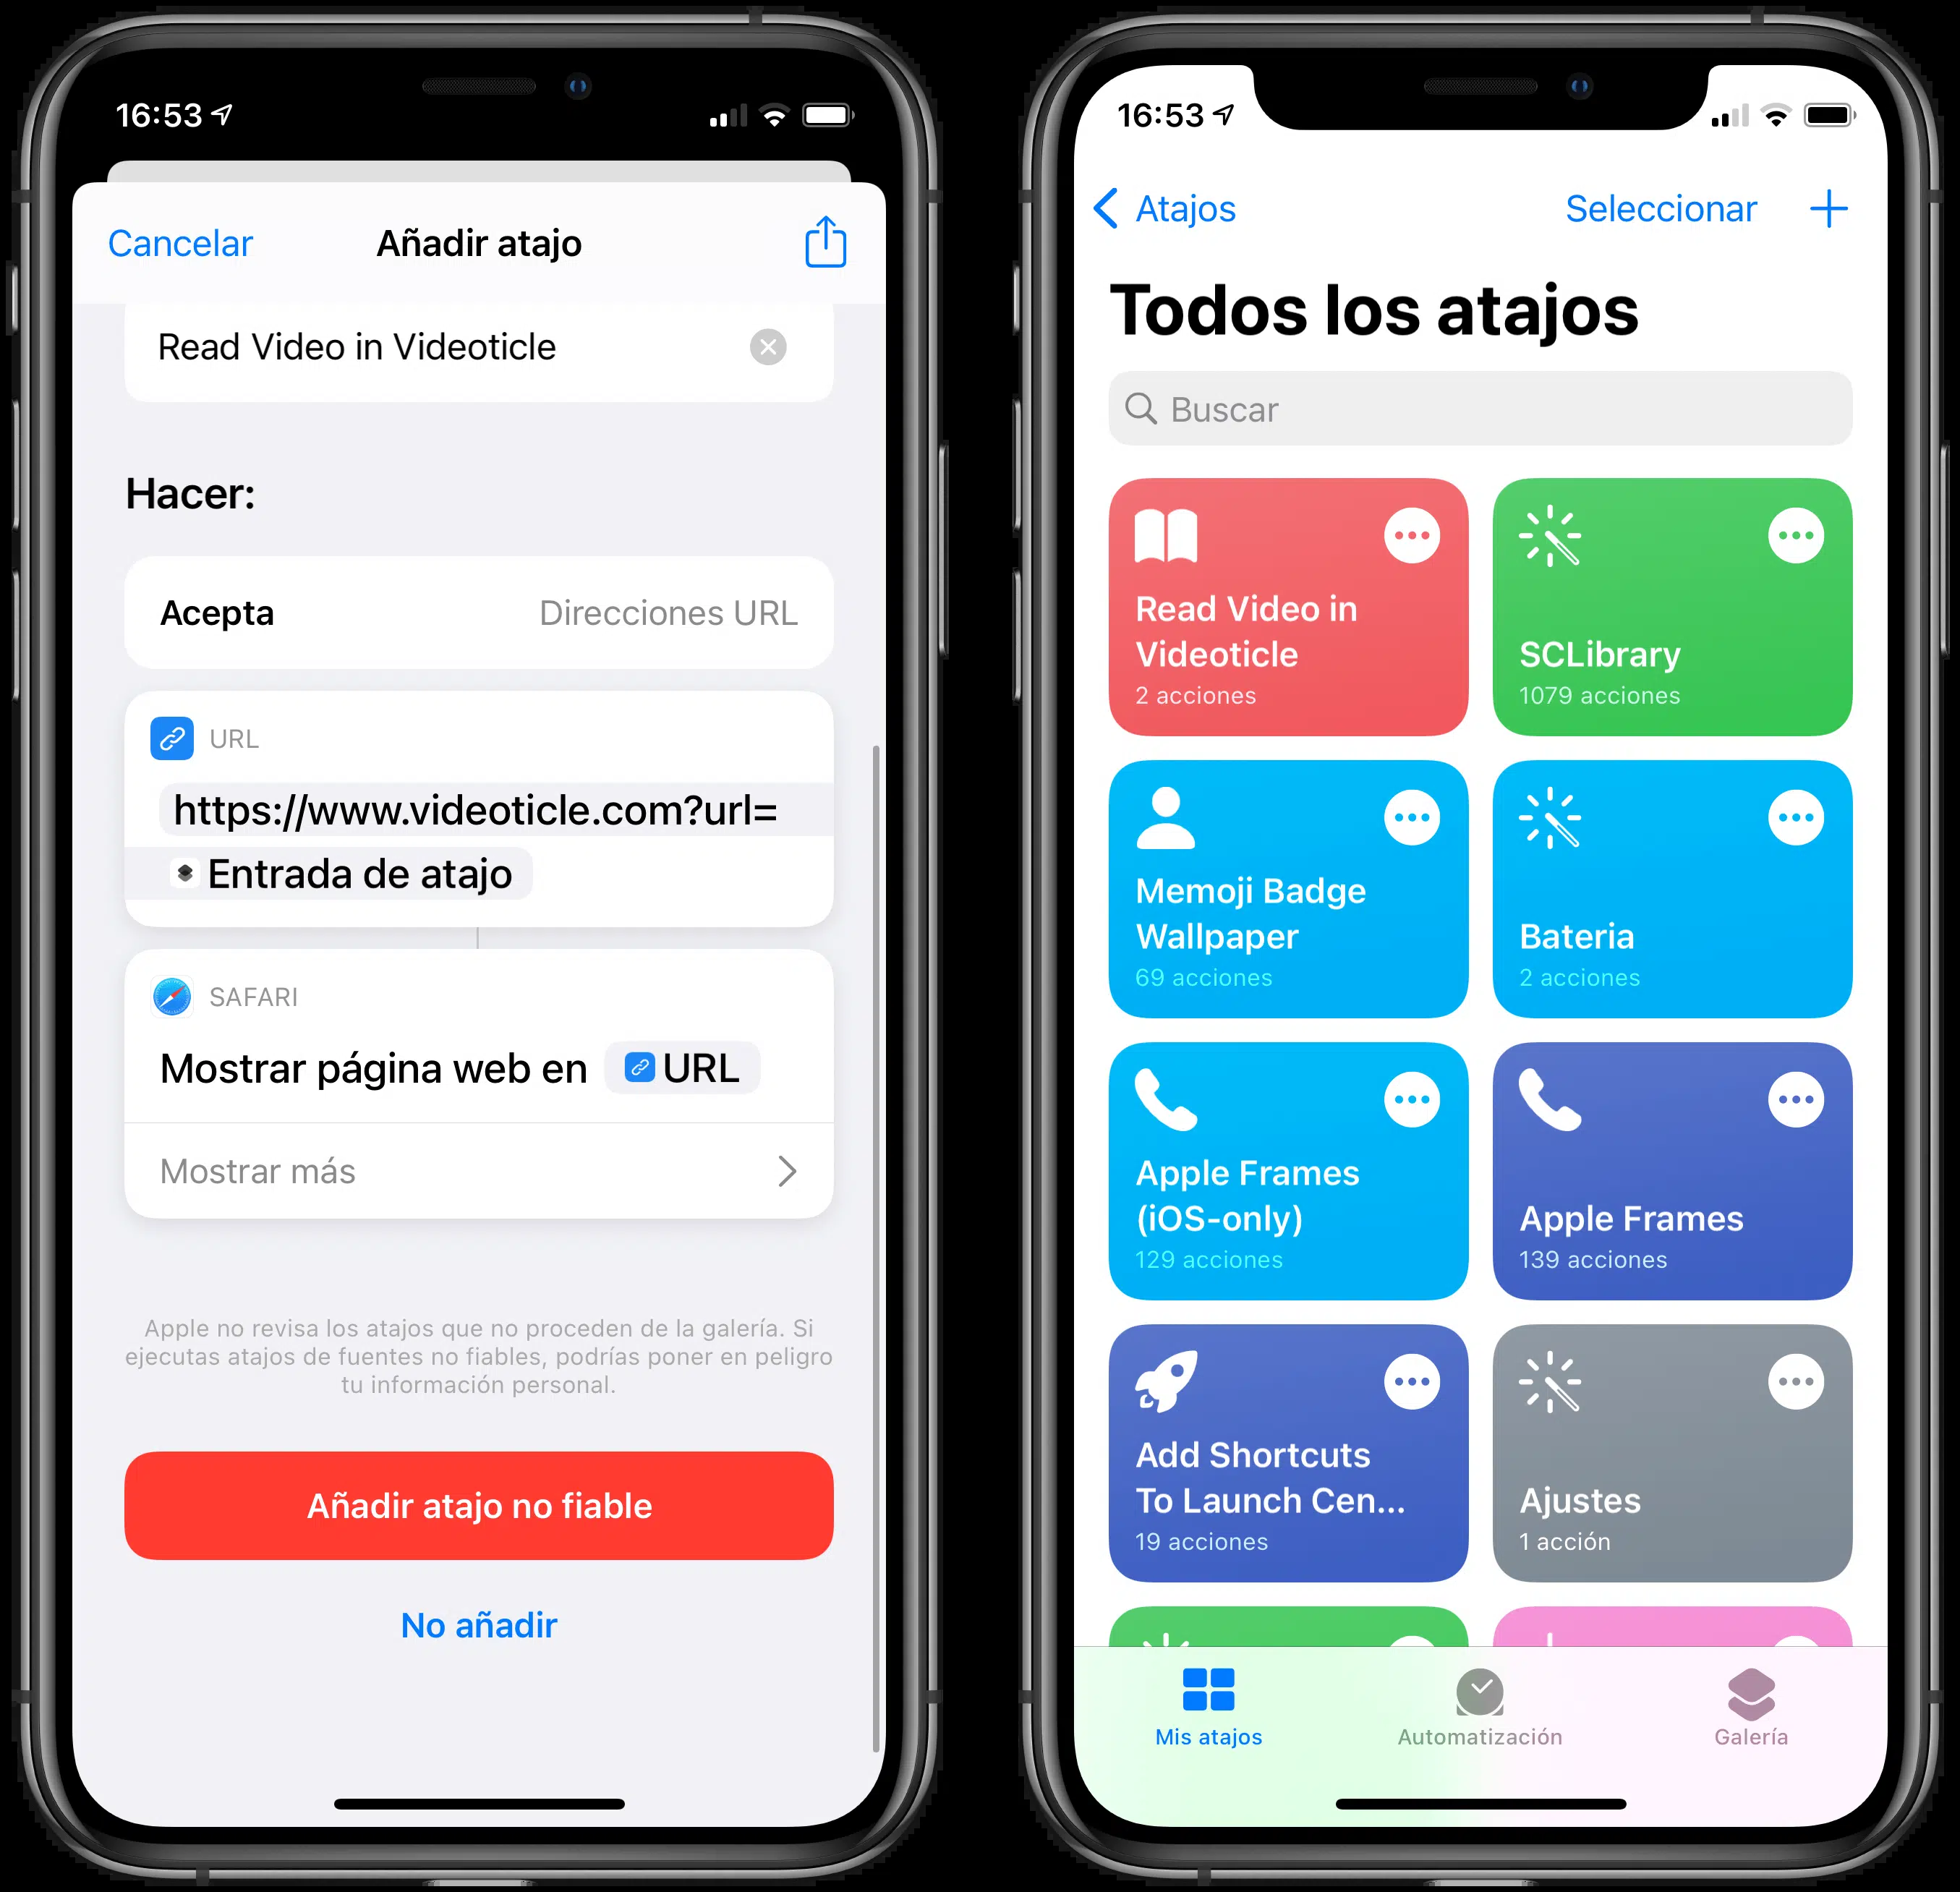 16:53
Cancelar
Añadir atajo
Read Video in Videoticle
Hacer:
Acepta
Direcciones URL
URL
https://www.videoticle.com?url=
Entrada de atajo
SAFARI
Mostrar página web en URL
Mostrar más
Apple no revisa los atajos que no proceden de la galería. Si
ejecutas atajos de fuentes no fiables, podrías poner en peligro
tu información personal.
Añadir atajo no fiable
No añadir
16:53
Atajos
Seleccionar
Todos los atajos
Buscar
Read Video in
Videoticle
2 acciones
SCLibrary
1079 acciones
Memoji Badge
Wallpaper
69 acciones
Bateria
2 acciones
Apple Frames
(iOS-only)
129 acciones
Apple Frames
139 acciones
Add Shortcuts
To Launch Cen...
19 acciones
Ajustes
1 acción
Mis atajos
Automatización
Galería